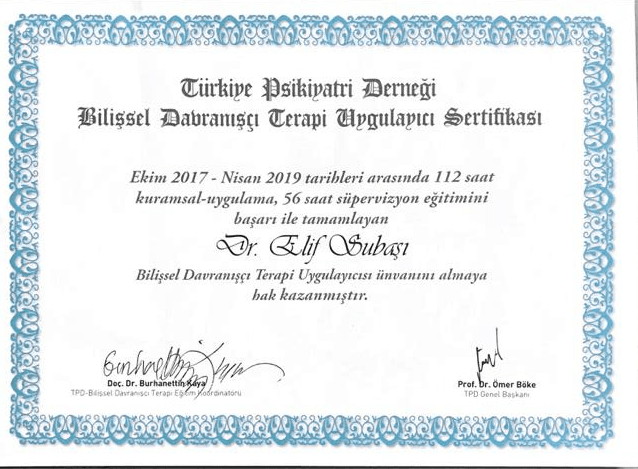 Türkiye Psikiyatri Derneği
Bilişsel Davranışçı Terapi Uygulayıcı Sertifikası
Ekim 2017 - Nisan 2019 tarihleri arasında 112 saat
kuramsal-uygulama, 56 saat süpervizyon eğitimini
başarı ile tamamlayan
Dr. Elif Subaşı
Bilişsel Davranışçı Terapi Uygulayıcısı ünvanını almaya
hak kazanmıştır.
Doç. Dr. Burhanettin Kaya
TPD-Bilişsel Davranışçı Terapi Eğitim Koordinatörü
Prof. Dr. Ömer Böke
TPD Genel Başkanı